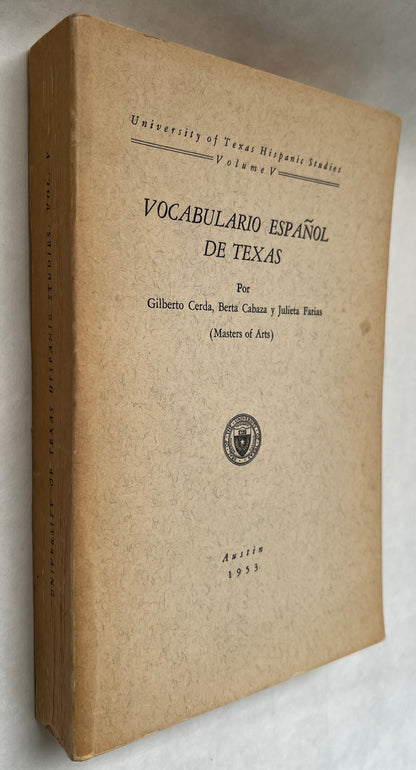 University of Texas Hispanic Studies
Volume V
VOCABULARIO ESPAÑOL
DE TEXAS
Por
Gilberto Cerda, Berta Cabaza y Julieta Farias
(Masters of Arts)
Austin
1953
UNIVERSITY OF TEXAS HISPANIC STUDIES, VOL. V